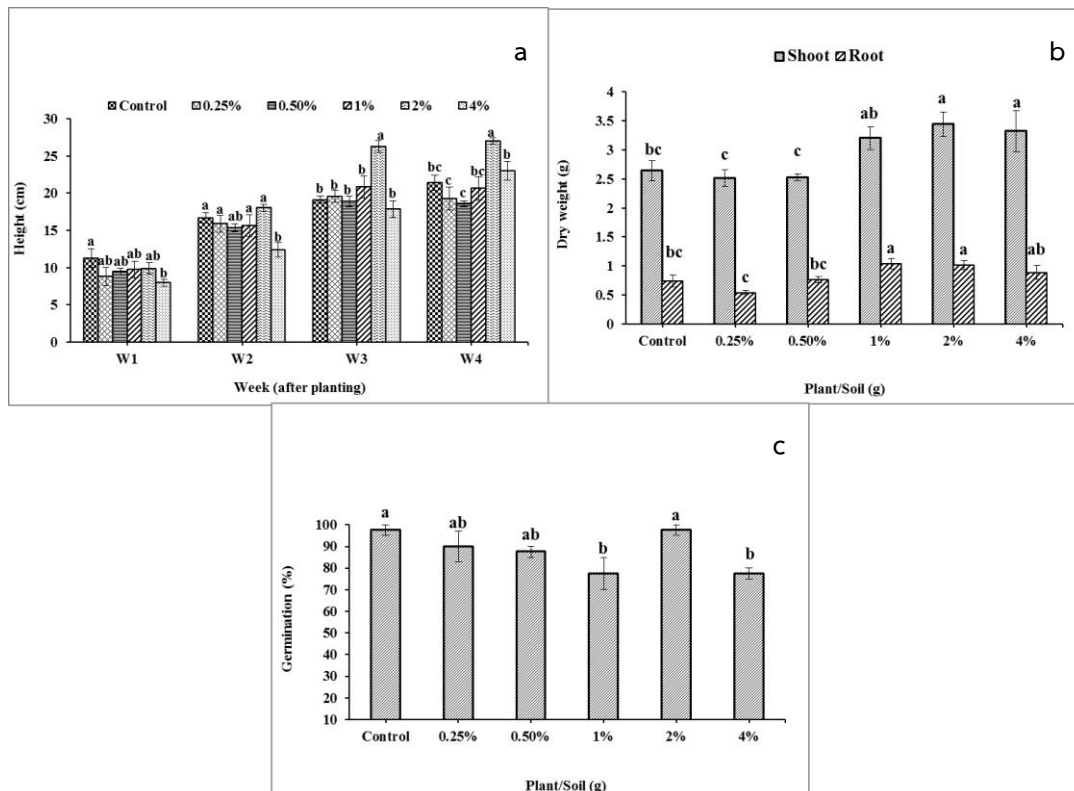 a
Control 0.25% 0.50% 1% 2% 4%
Height (cm)
30
25
20
15
10
5
0
a ab ab ab ab b
a a ab a a b
b b b b a b
bc c c bc a b
W1 W2 W3 W4
Week (after planting)
b
Shoot Root
Dry weight (g)
4
3.5
3
2.5
2
1.5
1
0.5
0
bc c c ab a a
bc c bc a a ab
Control 0.25% 0.50% 1% 2% 4%
Plant/Soil (g)
c
Germination (%)
100
90
80
70
60
50
40
30
20
10
a ab ab b a b
Control 0.25% 0.50% 1% 2% 4%
Plant/Soil (g)